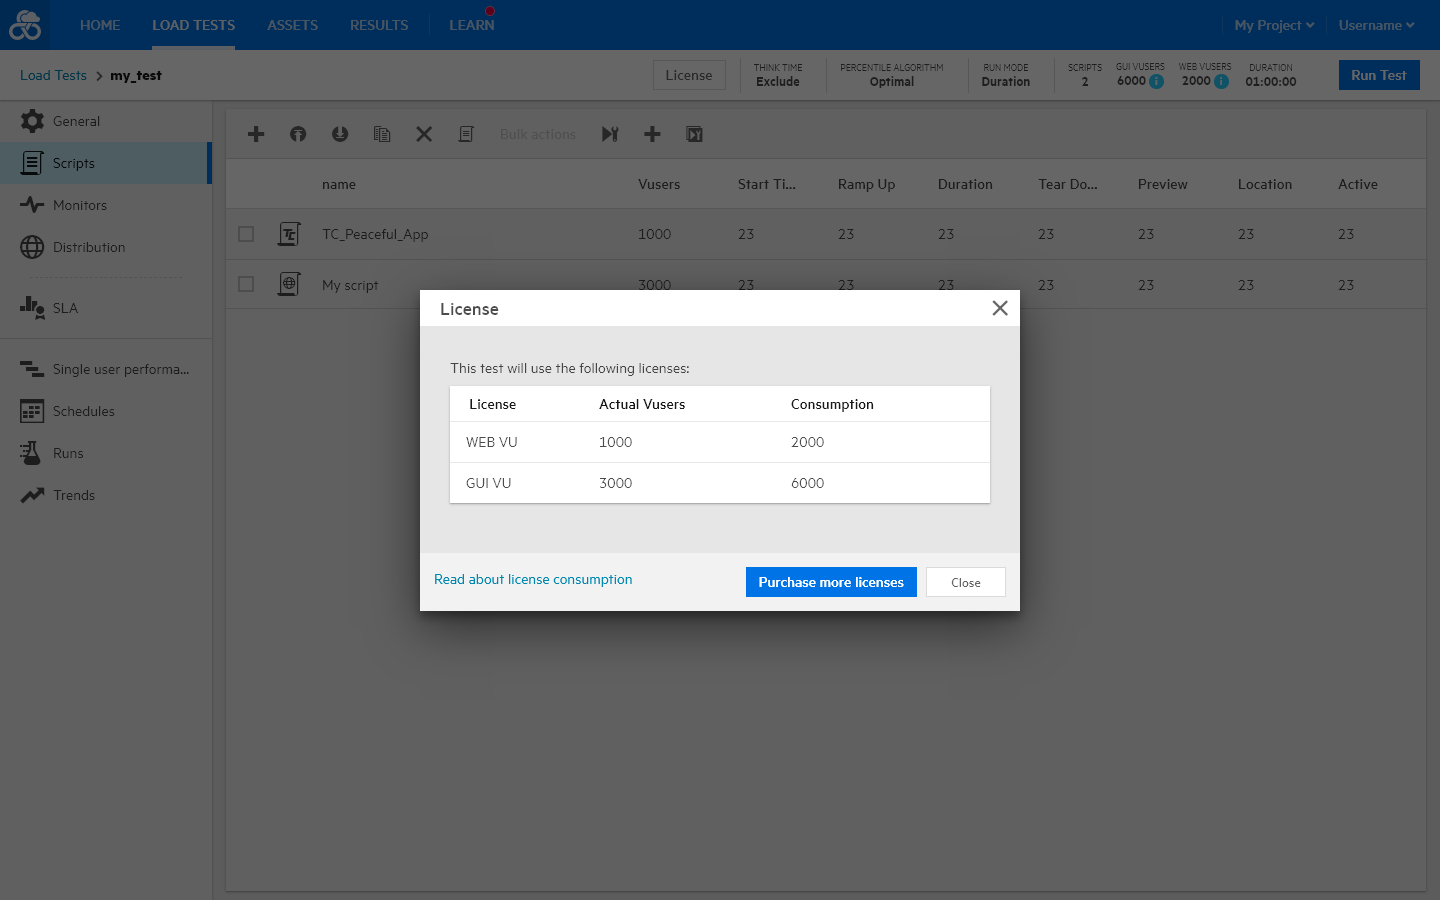 HOME LOAD TESTS ASSETS RESULTS LEARN My Project Username
Load Tests > my_test License THINK TIME Exclude PERCENTILE ALGORITHM Optimal RUN MODE Duration SCRIPTS 2 GUI VUSERS 6000 i WEB VUSERS 2000 i DURATION 01:00:00 Run Test
General
Scripts
Monitors
Distribution
SLA
Single user performa...
Schedules
Runs
Trends
Bulk actions
name Vusers Start Ti... Ramp Up Duration Tear Do... Preview Location Active
TC TC_Peaceful_App 1000 23 23 23 23 23 23 23
My script 3000 23 23 23 23 23 23 23
License
This test will use the following licenses:
License Actual Vusers Consumption
WEB VU 1000 2000
GUI VU 3000 6000
Read about license consumption Purchase more licenses Close